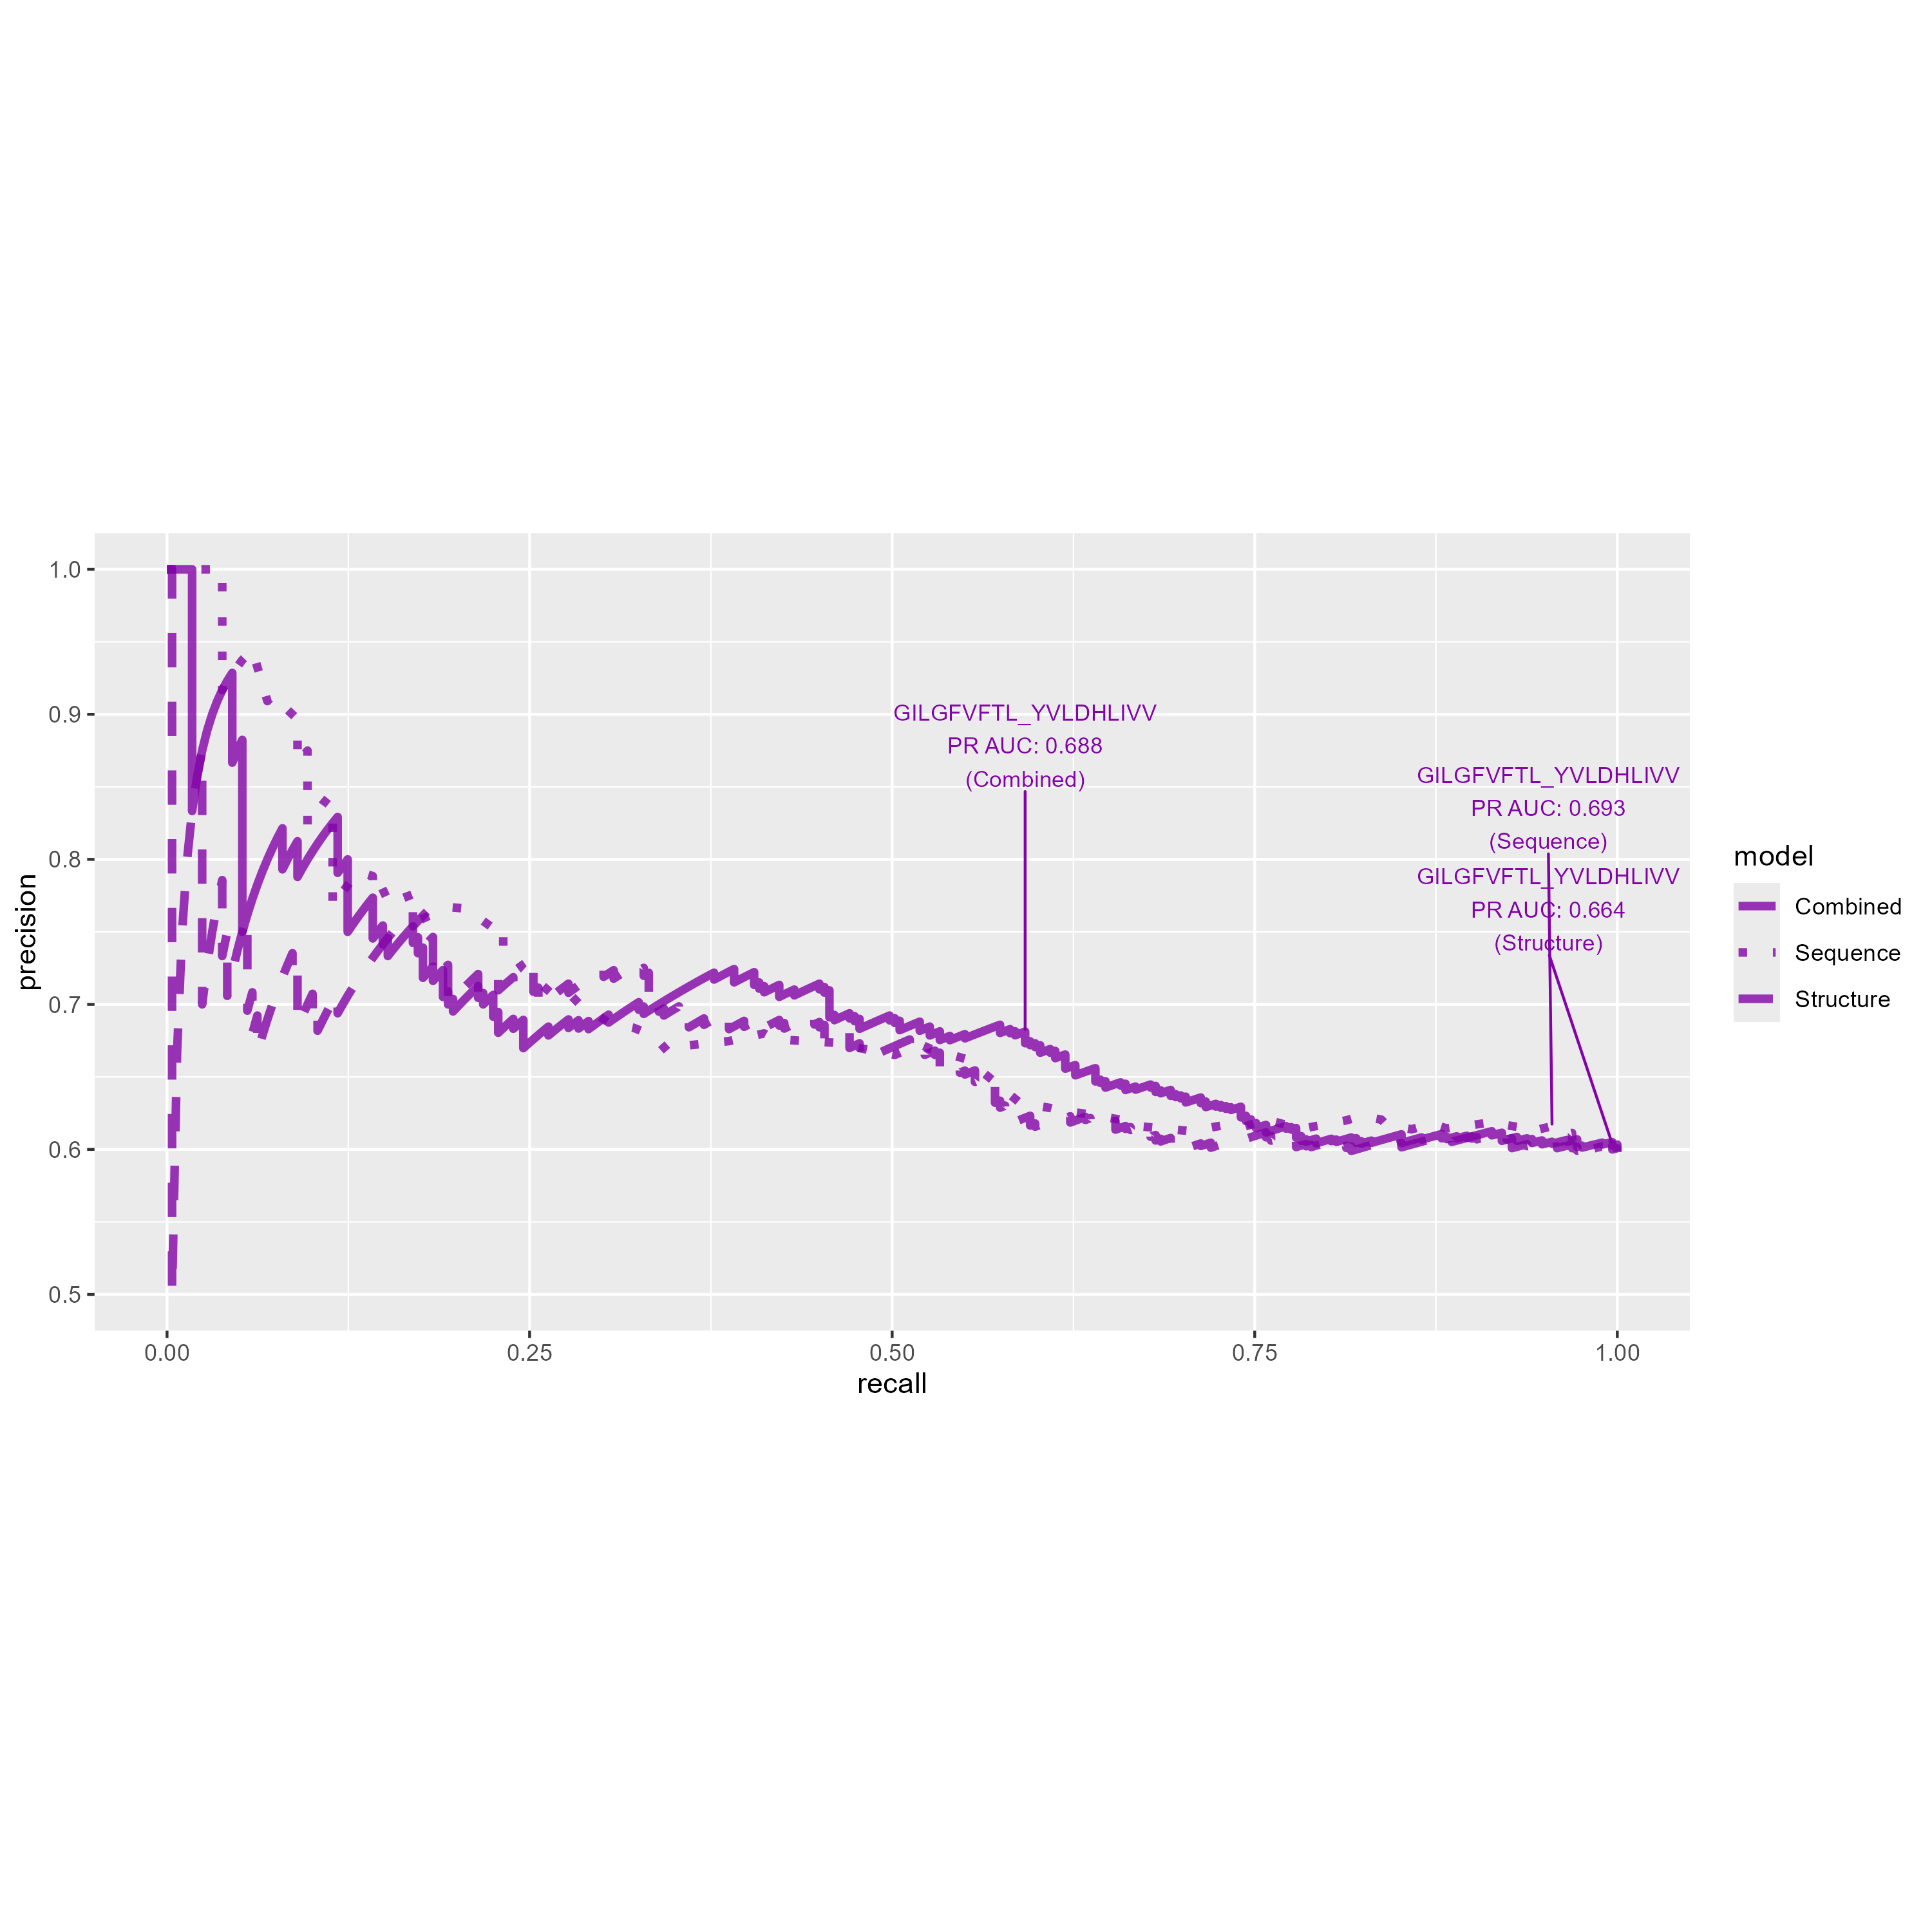 1.0
0.9
0.8
0.7
0.6
0.5
precision
GILGFVFTL_YVLDHLIVV
PR AUC: 0.688
(Combined)
GILGFVFTL_YVLDHLIVV
PR AUC: 0.693
(Sequence)
GILGFVFTL_YVLDHLIVV
PR AUC: 0.664
(Structure)
0.00
0.25
0.50
0.75
1.00
recall
model
Combined
Sequence
Structure